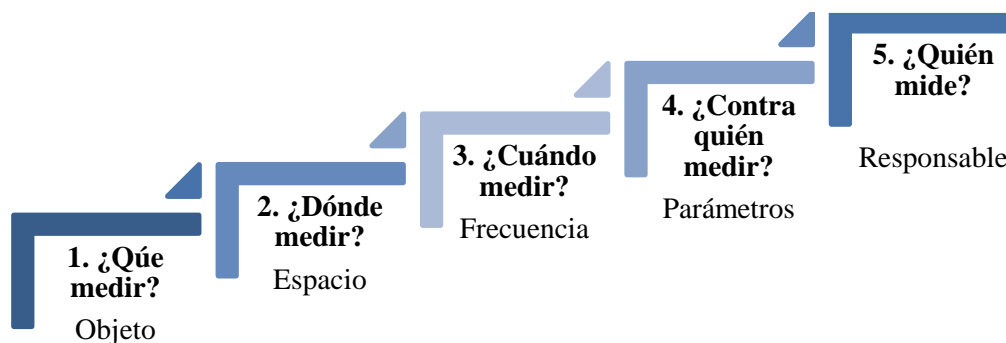 1. ¿Qúe
medir?
Objeto
2. ¿Dónde
medir?
Espacio
3. ¿Cuándo
medir?
Frecuencia
4. ¿Contra
quién
medir?
Parámetros
5. ¿Quién
mide?
Responsable